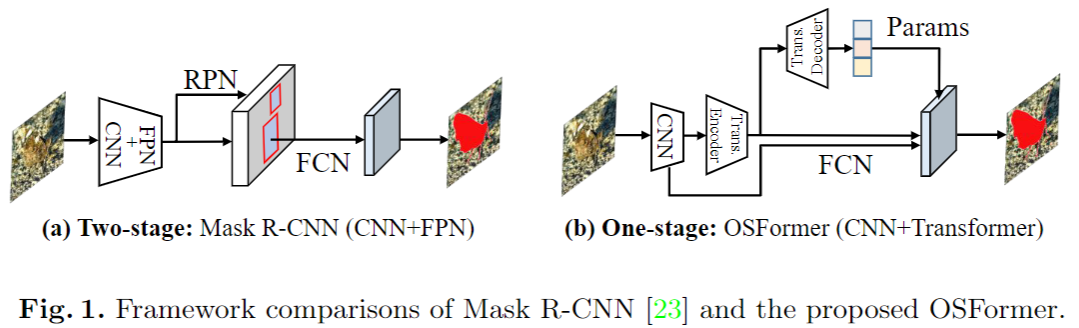 RPN
FPN
+
CNN
FCN
(a) Two-stage: Mask R-CNN (CNN+FPN)
Trans.
Decoder
Params
CNN
Trans.
Encoder
FCN
(b) One-stage: OSFormer (CNN+Transformer)
Fig. 1. Framework comparisons of Mask R-CNN [23] and the proposed OSFormer.